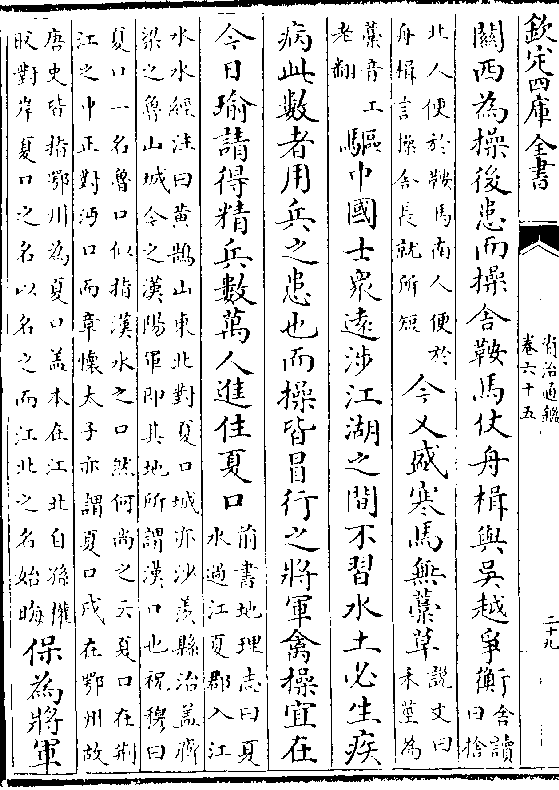 欽定四庫全書
資治通鑑
卷六十五
二十九
關西為操後患而操舍鞍馬仗舟楫與吳越爭衡
舍讀
曰捨
北人便於鞍馬南人便於
舟楫言操舍長就所短
今又盛寒馬無藁草
說文曰
禾莖為
藁音工
老翻
驅中國士衆遠涉江湖之間不習水土必生疾
病此數者用兵之患也而操皆冒行之將軍禽操宜在
今日瑜請得精兵數萬人進住夏口
前書地理志曰夏
水過江夏郡入江
水水經注曰黄鵠山東北對夏口城亦沙羨縣治盖齊
梁之魯山城今之漢陽軍即其地所謂漢口也祝穆曰
夏口一名魯口似指漢水之口然何尚之云夏口在荆
江之中正對沔口而章懷太子亦謂夏口戍在鄂州故
唐史皆指鄂州為夏口盖本在江北自孫權
取對岸夏口之名以名之而江北之名始晦
保為將軍